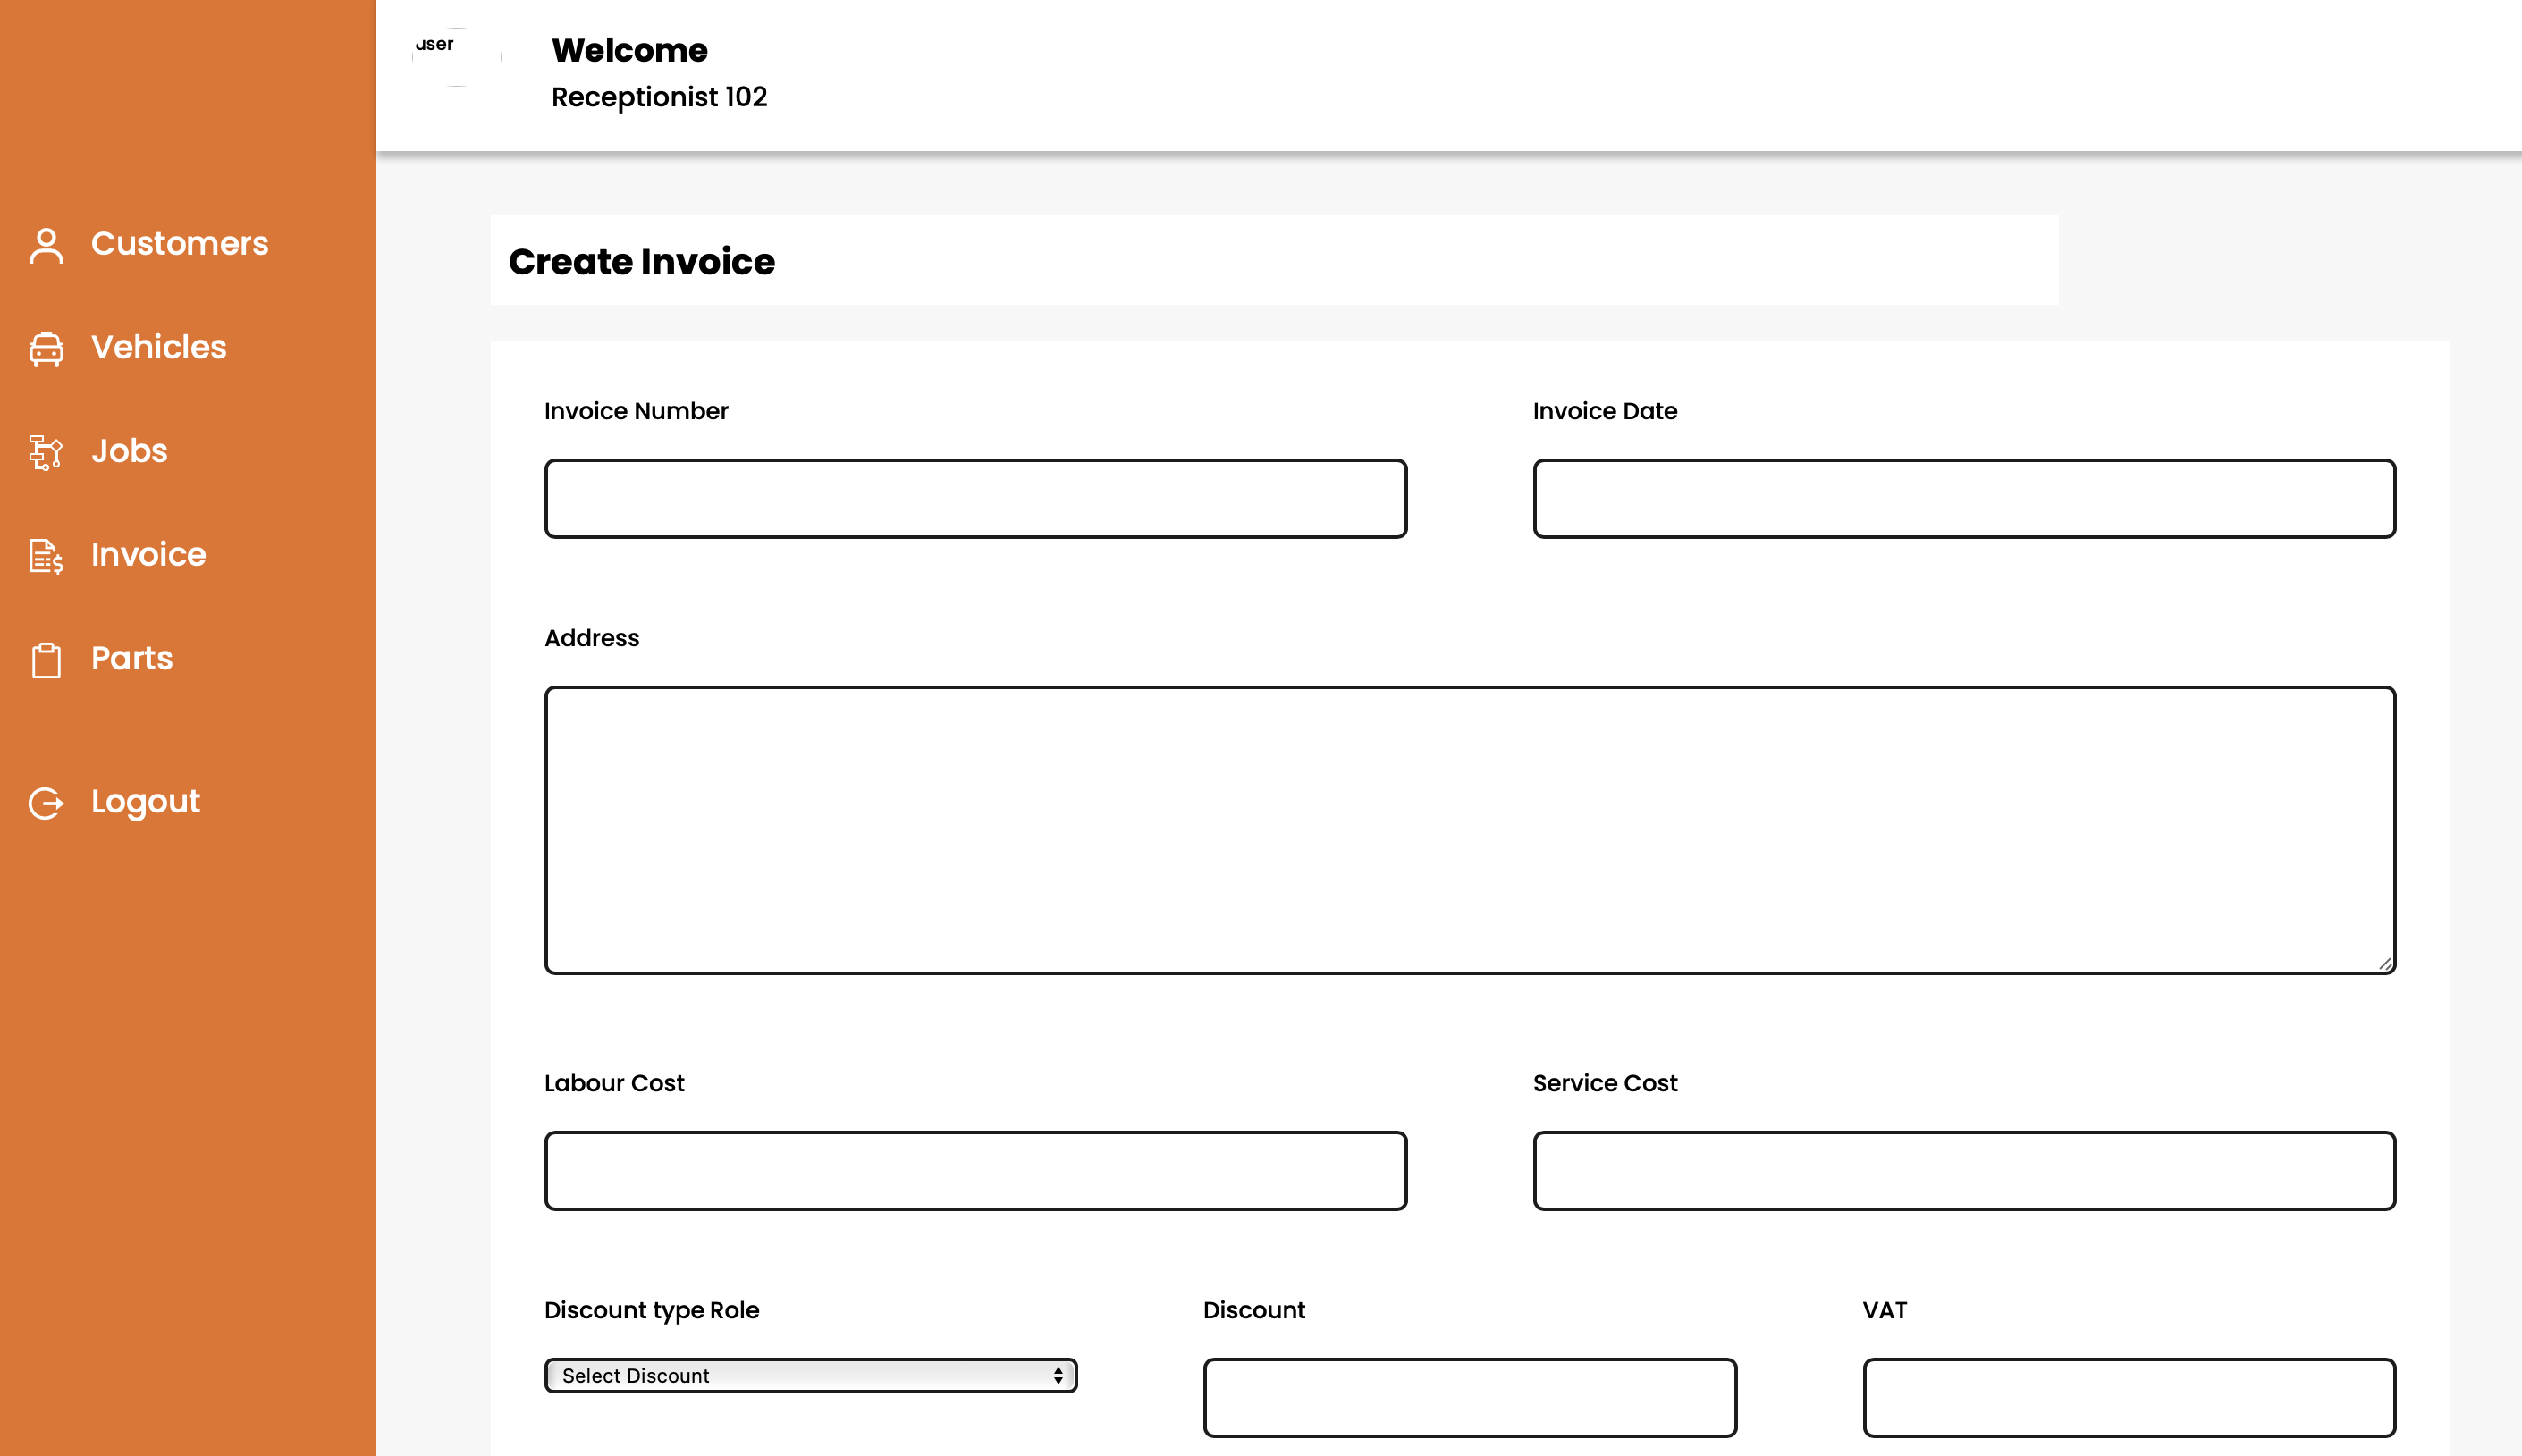 user
Welcome
Receptionist 102
Customers
Vehicles
Jobs
Invoice
Parts
Logout
Create Invoice
Invoice Number
Invoice Date
Address
Labour Cost
Service Cost
Discount type Role
Discount
VAT
Select Discount